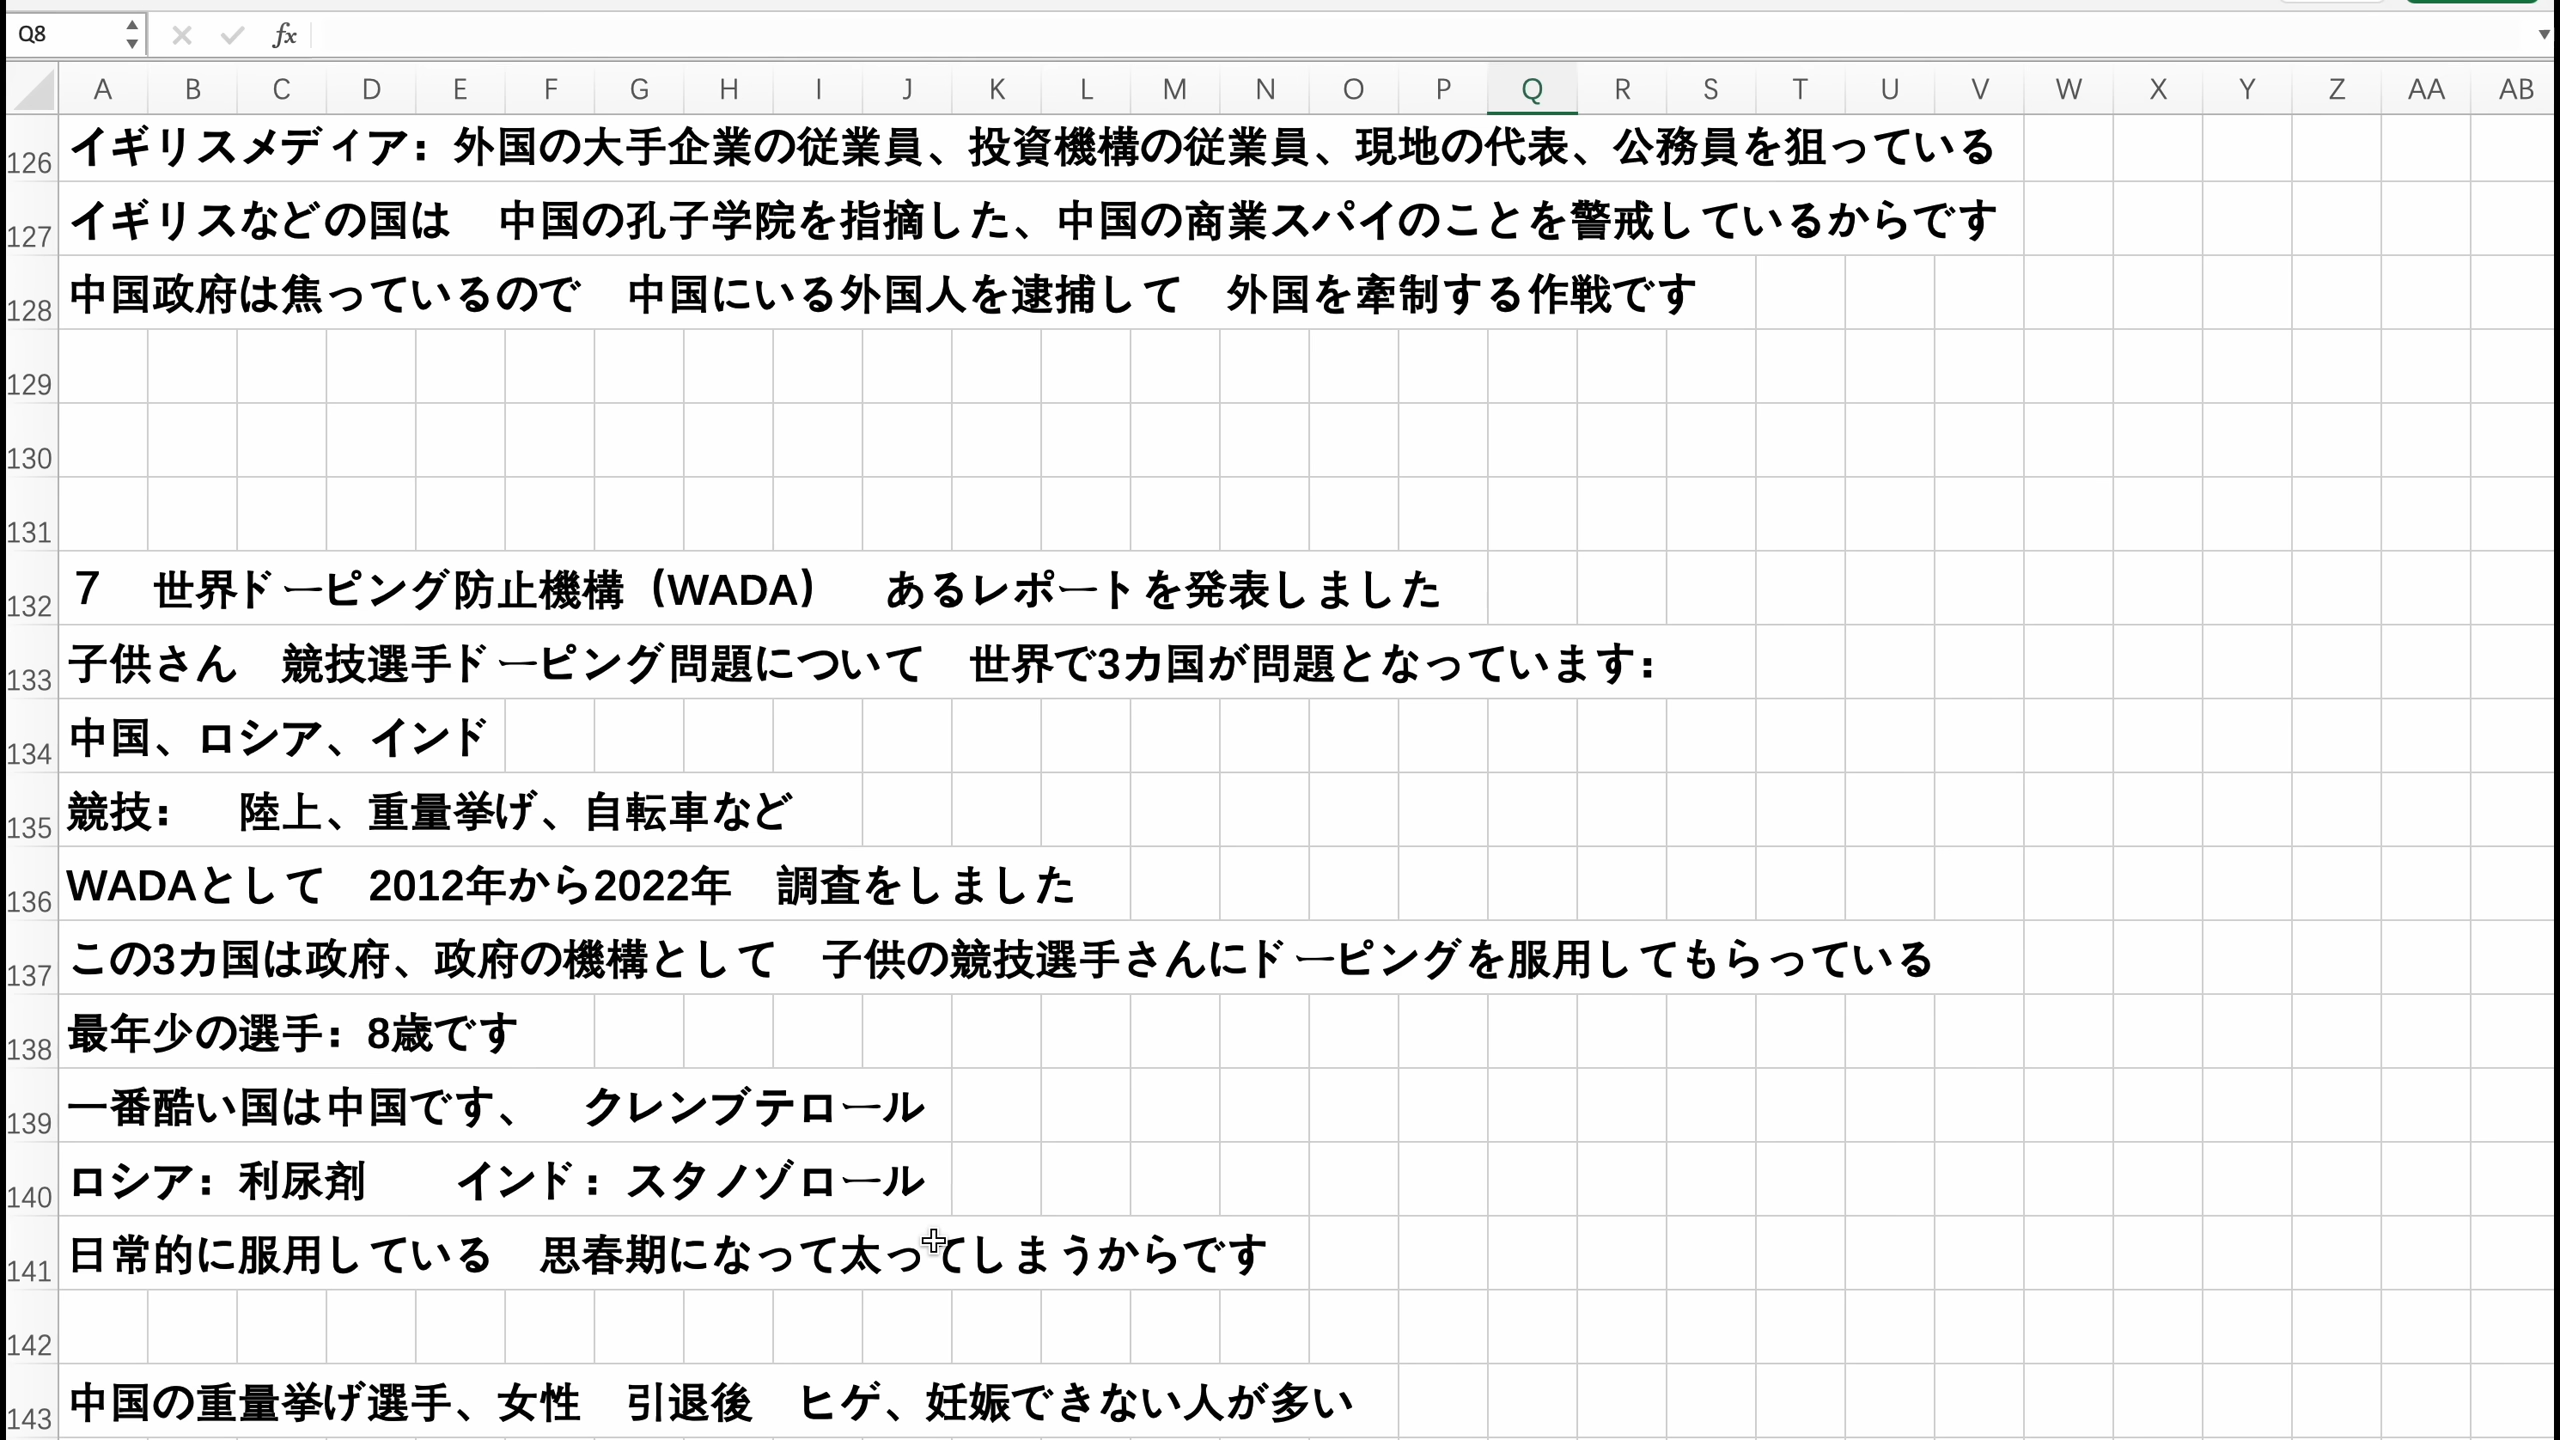 Q8 fx
A B C D E F G H I J K L M N O P Q R S T U V W X Y Z AA AB
126 イギリスメディア：外国の大手企業の従業員、投資機構の従業員、現地の代表、公務員を狙っている
127 イギリスなどの国は　中国の孔子学院を指摘した、中国の商業スパイのことを警戒しているからです
128 中国政府は焦っているので　中国にいる外国人を逮捕して　外国を牽制する作戦です
129
130
131
132 ７　世界ドーピング防止機構（WADA）　あるレポートを発表しました
133 子供さん　競技選手ドーピング問題について　世界で3カ国が問題となっています：
134 中国、ロシア、インド
135 競技：　陸上、重量挙げ、自転車など
136 WADAとして　2012年から2022年　調査をしました
137 この3カ国は政府、政府の機構として　子供の競技選手さんにドーピングを服用してもらっている
138 最年少の選手：8歳です
139 一番酷い国は中国です、　クレンブテロール
140 ロシア：利尿剤　　インド：スタノゾロール
141 日常的に服用している　思春期になって太ってしまうからです
142
143 中国の重量挙げ選手、女性　引退後　ヒゲ、妊娠できない人が多い